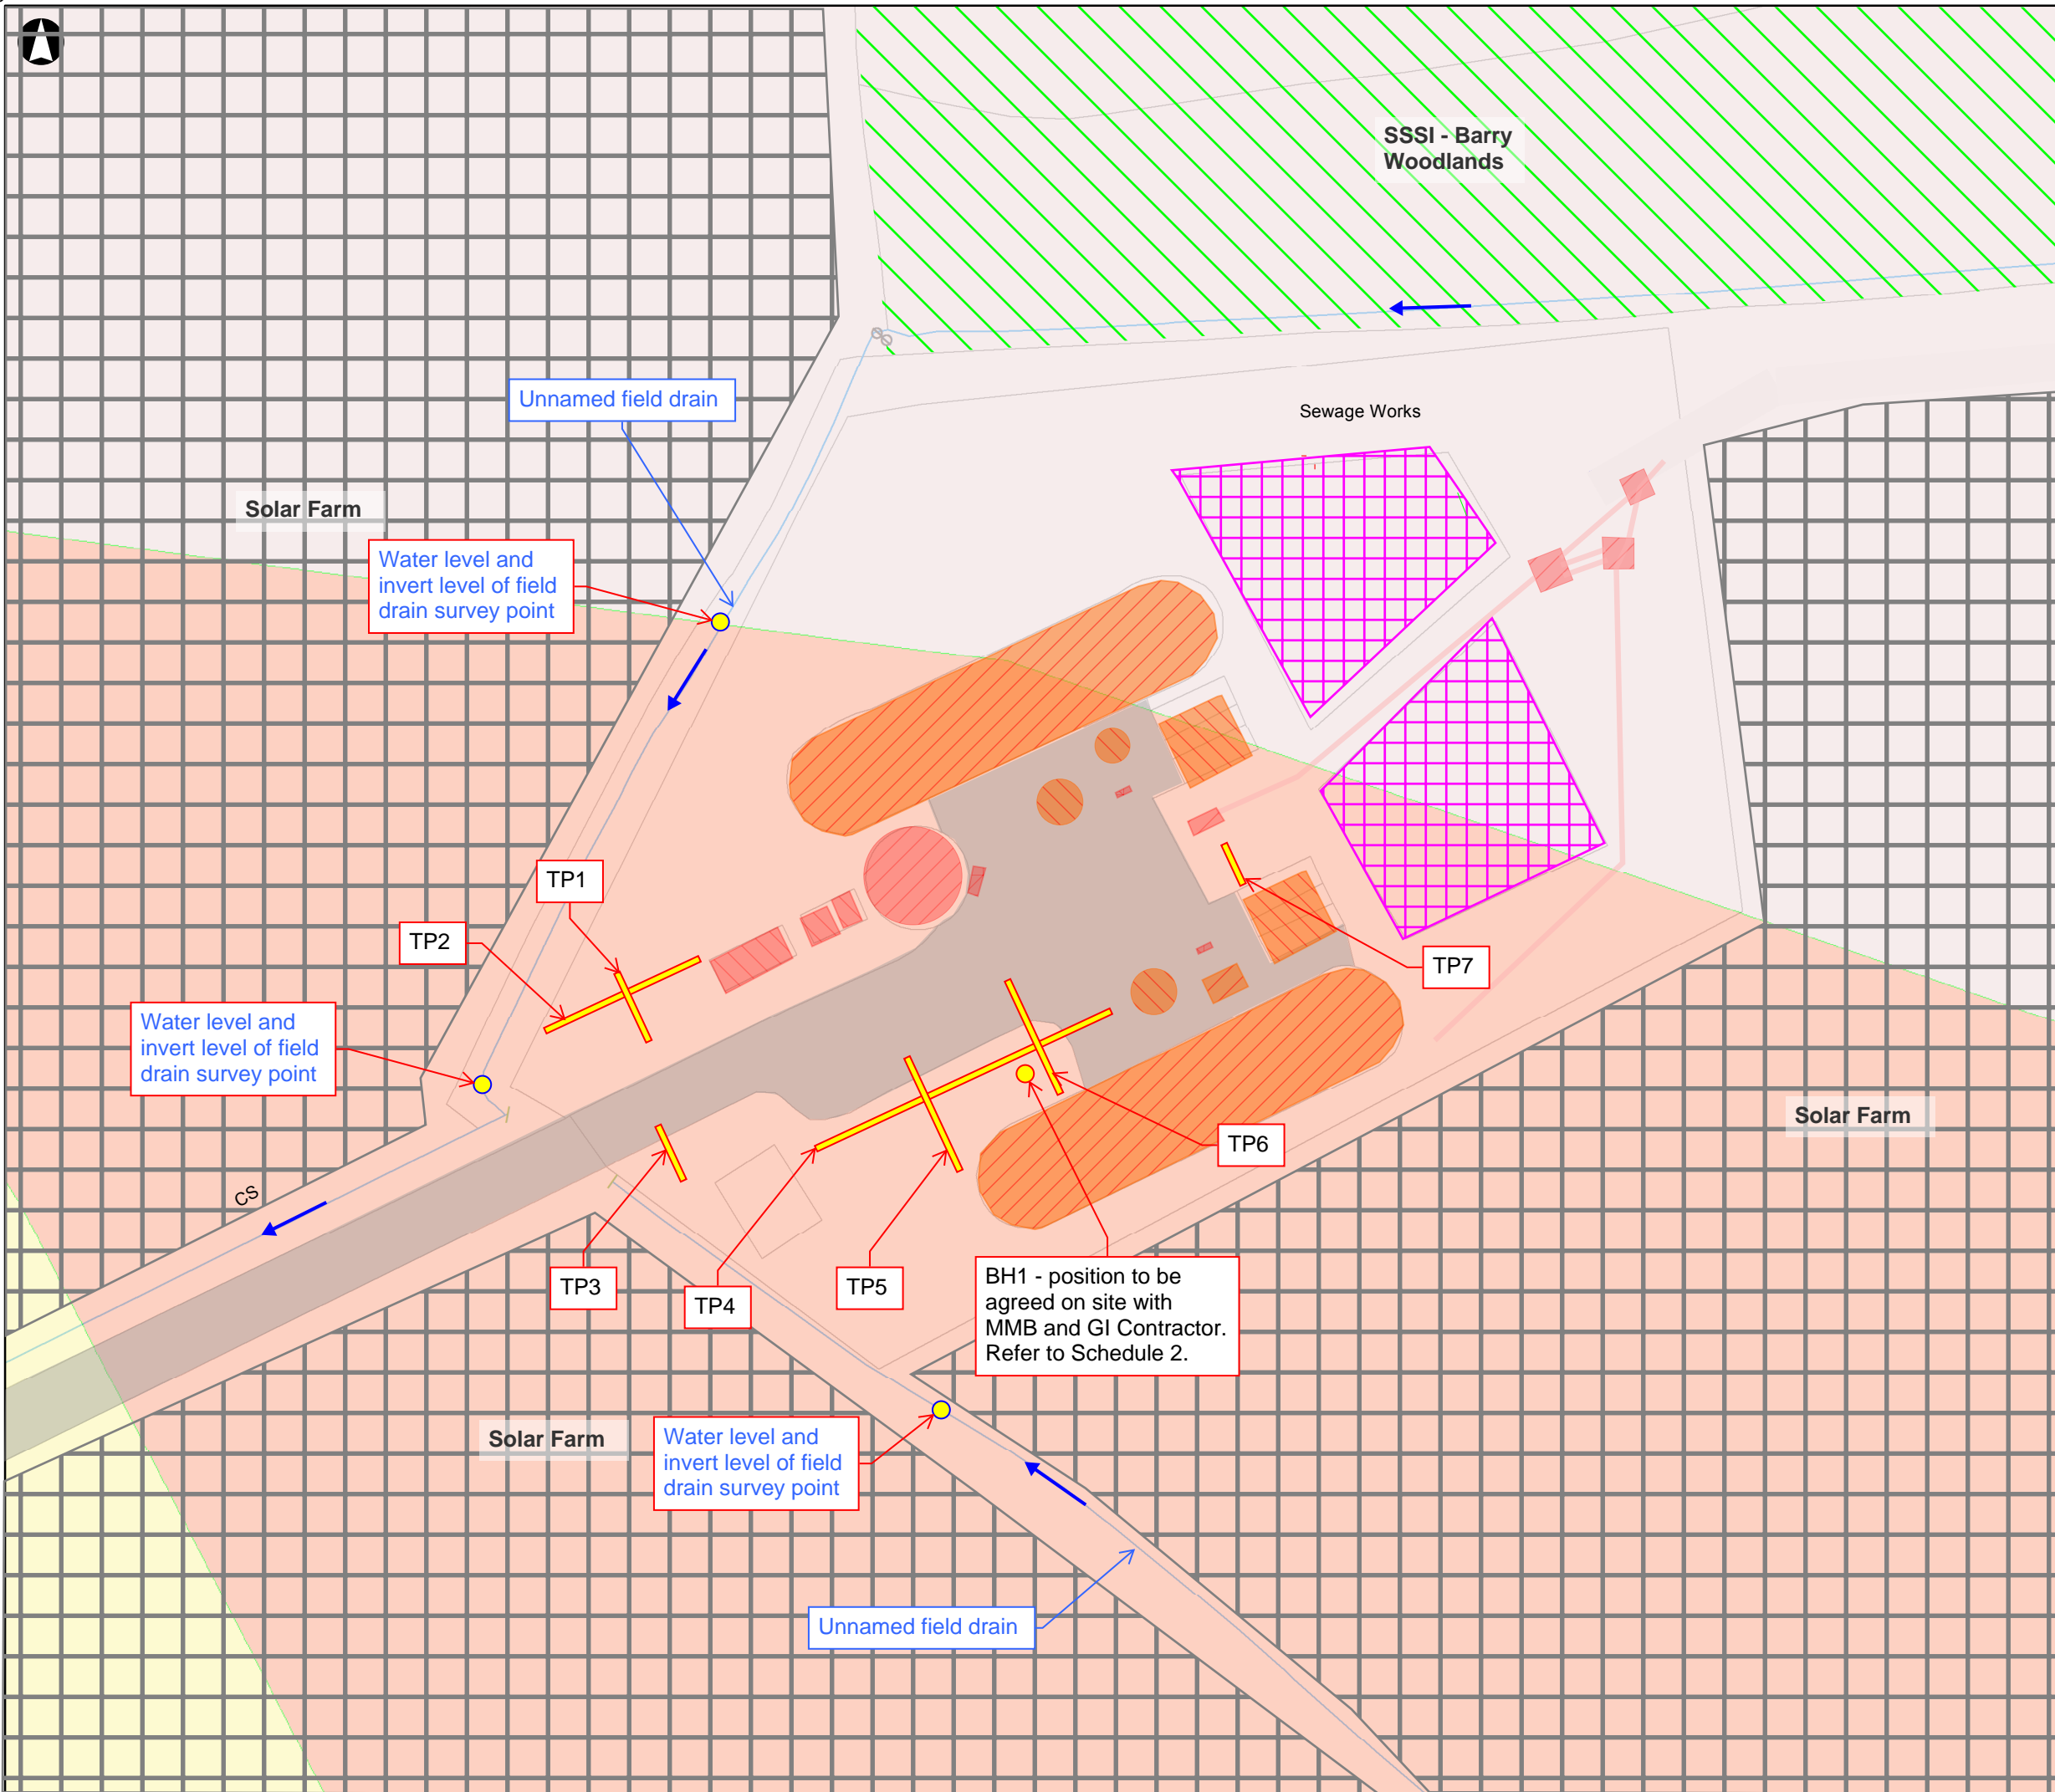 SSSI - Barry
Woodlands
Unnamed field drain
Sewage Works
Solar Farm
Water level and
invert level of field
drain survey point
TP1
TP2
TP7
Water level and
invert level of field
drain survey point
Solar Farm
TP6
CS
TP3
TP4
TP5
BH1 - position to be
agreed on site with
MMB and GI Contractor.
Refer to Schedule 2.
Solar Farm
Water level and
invert level of field
drain survey point
Unnamed field drain